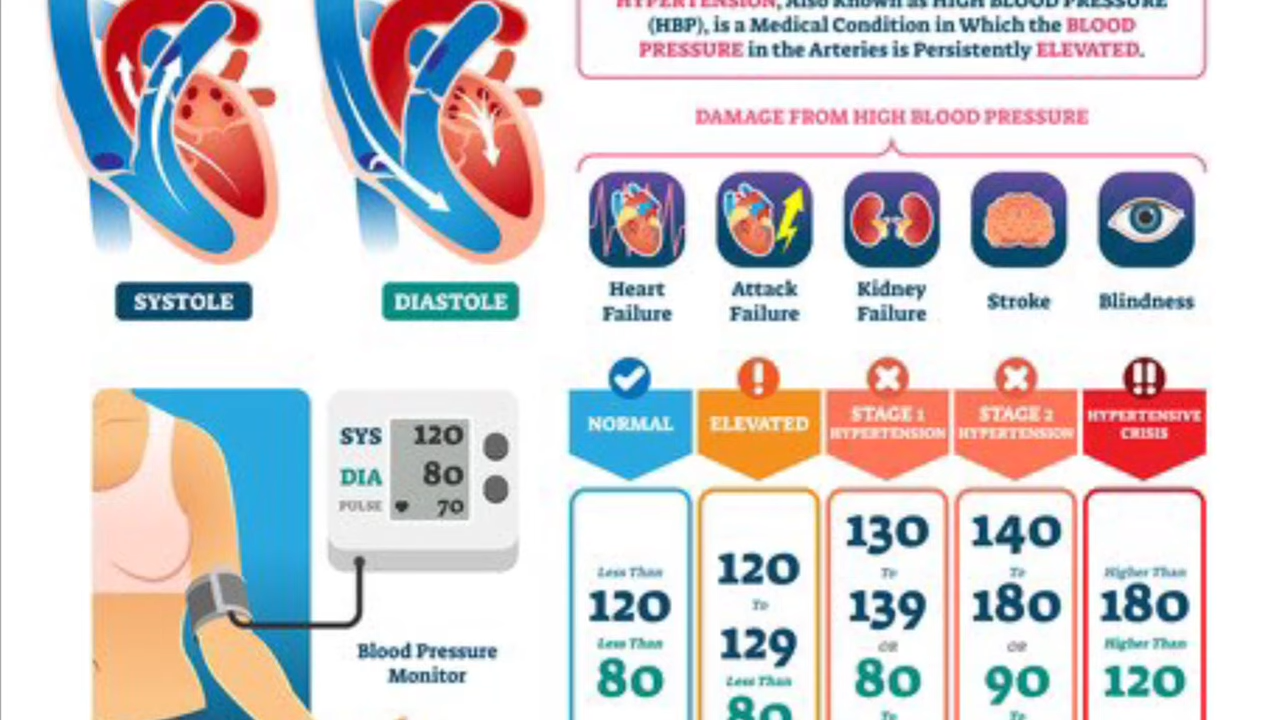 HYPERTENSION, Also Known as HIGH BLOOD PRESSURE
(HBP), is a Medical Condition in Which the BLOOD
PRESSURE in the Arteries is Persistently ELEVATED.
DAMAGE FROM HIGH BLOOD PRESSURE
Heart
Failure
Attack
Failure
Kidney
Failure
Stroke
Blindness
SYSTOLE
DIASTOLE
SYS 120
DIA 80
PULSE 70
Blood Pressure
Monitor
NORMAL
Less Than
120
Less Than
80
ELEVATED
120
To
129
Less Than
80
STAGE 1
HYPERTENSION
130
To
139
OR
80
To
STAGE 2
HYPERTENSION
140
To
180
OR
90
To
HYPERTENSIVE
CRISIS
Higher Than
180
Higher Than
120